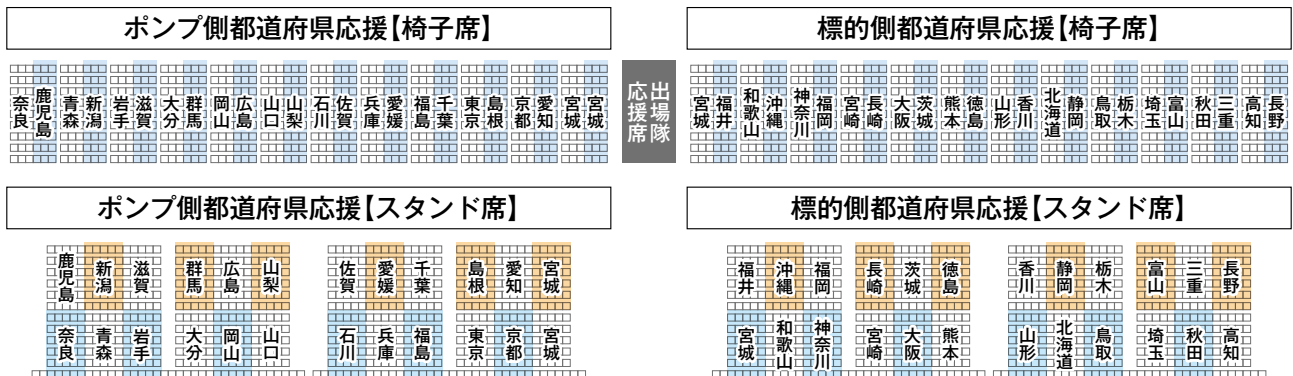 ポンプ側都道府県応援【椅子席】
標的側都道府県応援【椅子席】
奈良 鹿児島 青森 新潟 岩手 滋賀 大分 群馬 岡山 広島 山口 山梨 石川 佐賀 兵庫 愛媛 福島 千葉 東京 島根 京都 愛知 宮城 宮城
出場隊
応援席
宮城 福井 和歌山 沖縄 神奈川 福岡 宮崎 長崎 大阪 茨城 熊本 徳島 山形 香川 北海道 静岡 鳥取 栃木 埼玉 富山 秋田 三重 高知 長野
ポンプ側都道府県応援【スタンド席】
標的側都道府県応援【スタンド席】
鹿児島 新潟 滋賀 群馬 広島 山梨 佐賀 愛媛 千葉 島根 愛知 宮城
奈良 青森 岩手 大分 岡山 山口 石川 兵庫 福島 東京 京都 宮城
福井 沖縄 福岡 長崎 茨城 徳島 香川 静岡 栃木 富山 三重 長野
宮城 和歌山 神奈川 宮崎 大阪 熊本 山形 北海道 鳥取 埼玉 秋田 高知